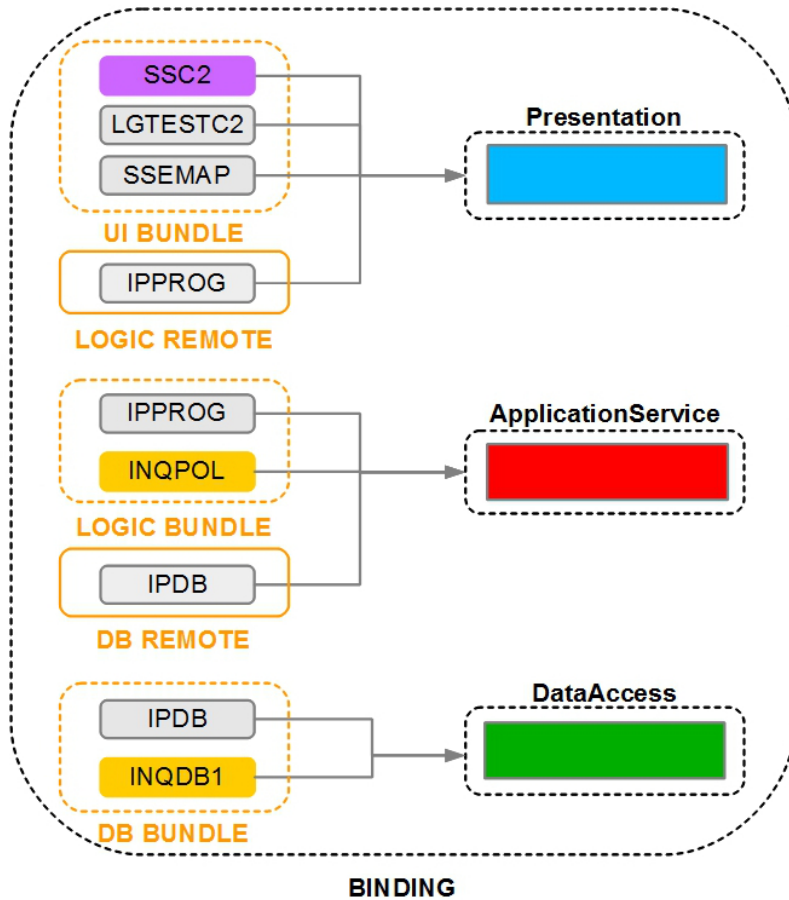 SSC2
LGTESTC2
SSEMAP
UI BUNDLE
IPPROG
LOGIC REMOTE
Presentation
IPPROG
INQPOL
LOGIC BUNDLE
IPDB
DB REMOTE
ApplicationService
IPDB
INQDB1
DB BUNDLE
DataAccess
BINDING